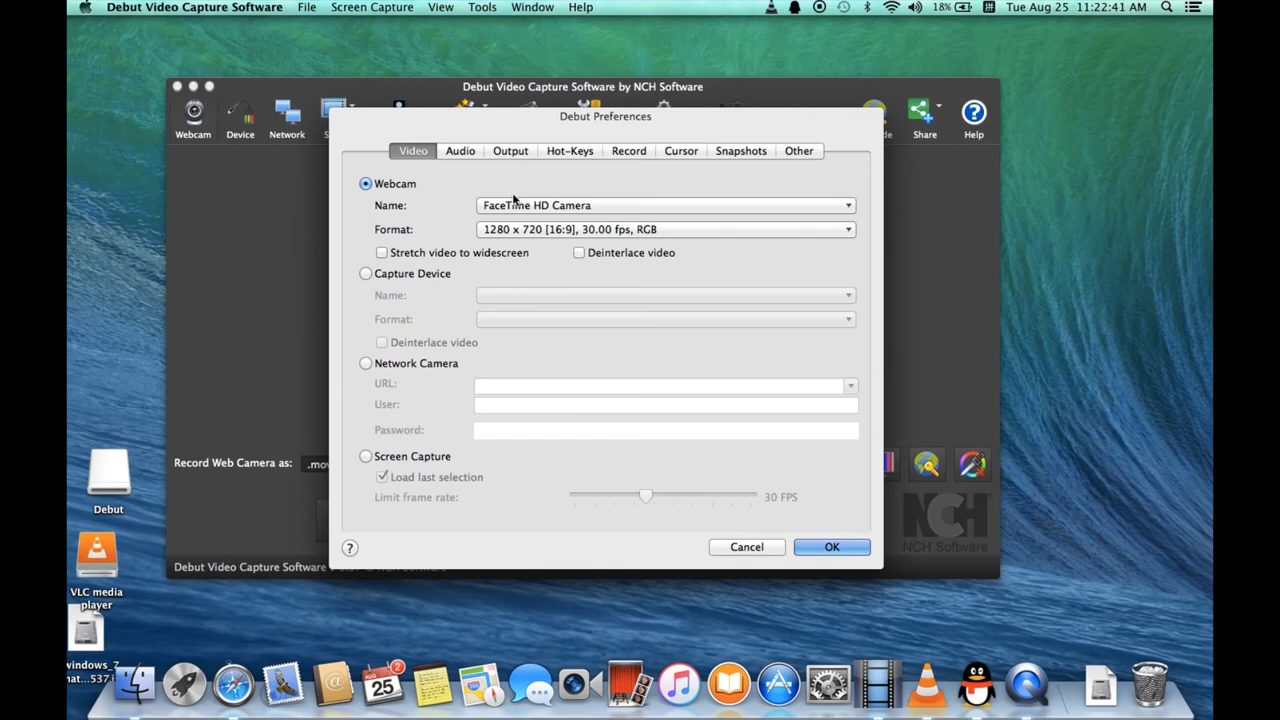 Debut Video Capture Software File Screen Capture View Tools Window Help 18% Tue Aug 25 11:22:41 AM
Debut Video Capture Software by NCH Software
Webcam Device Network Share Help
Debut Preferences
Video Audio Output Hot-Keys Record Cursor Snapshots Other
Webcam
Name: FaceTime HD Camera
Format: 1280 x 720 [16:9], 30.00 fps, RGB
Stretch video to widescreen Deinterlace video
Capture Device
Name:
Format:
Deinterlace video
Network Camera
URL:
User:
Password:
Screen Capture
Load last selection
Limit frame rate: 30 FPS
Cancel OK
Record Web Camera as: .mov
NCH
NCH Software
Debut Video Capture Software
Debut
VLC media
player
windows_7
2
25